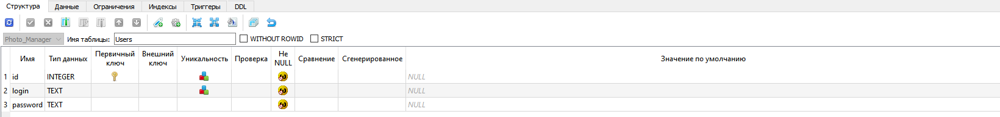 Структура Данные Ограничения Индексы Триггеры DDL
Photo_Manager Имя таблицы: Users WITHOUT ROWID STRICT
Имя Тип данных Первичный ключ Внешний ключ Уникальность Проверка Не NULL Сравнение Сгенерированное Значение по умолчанию
1 id INTEGER NULL
2 login TEXT NULL
3 password TEXT NULL